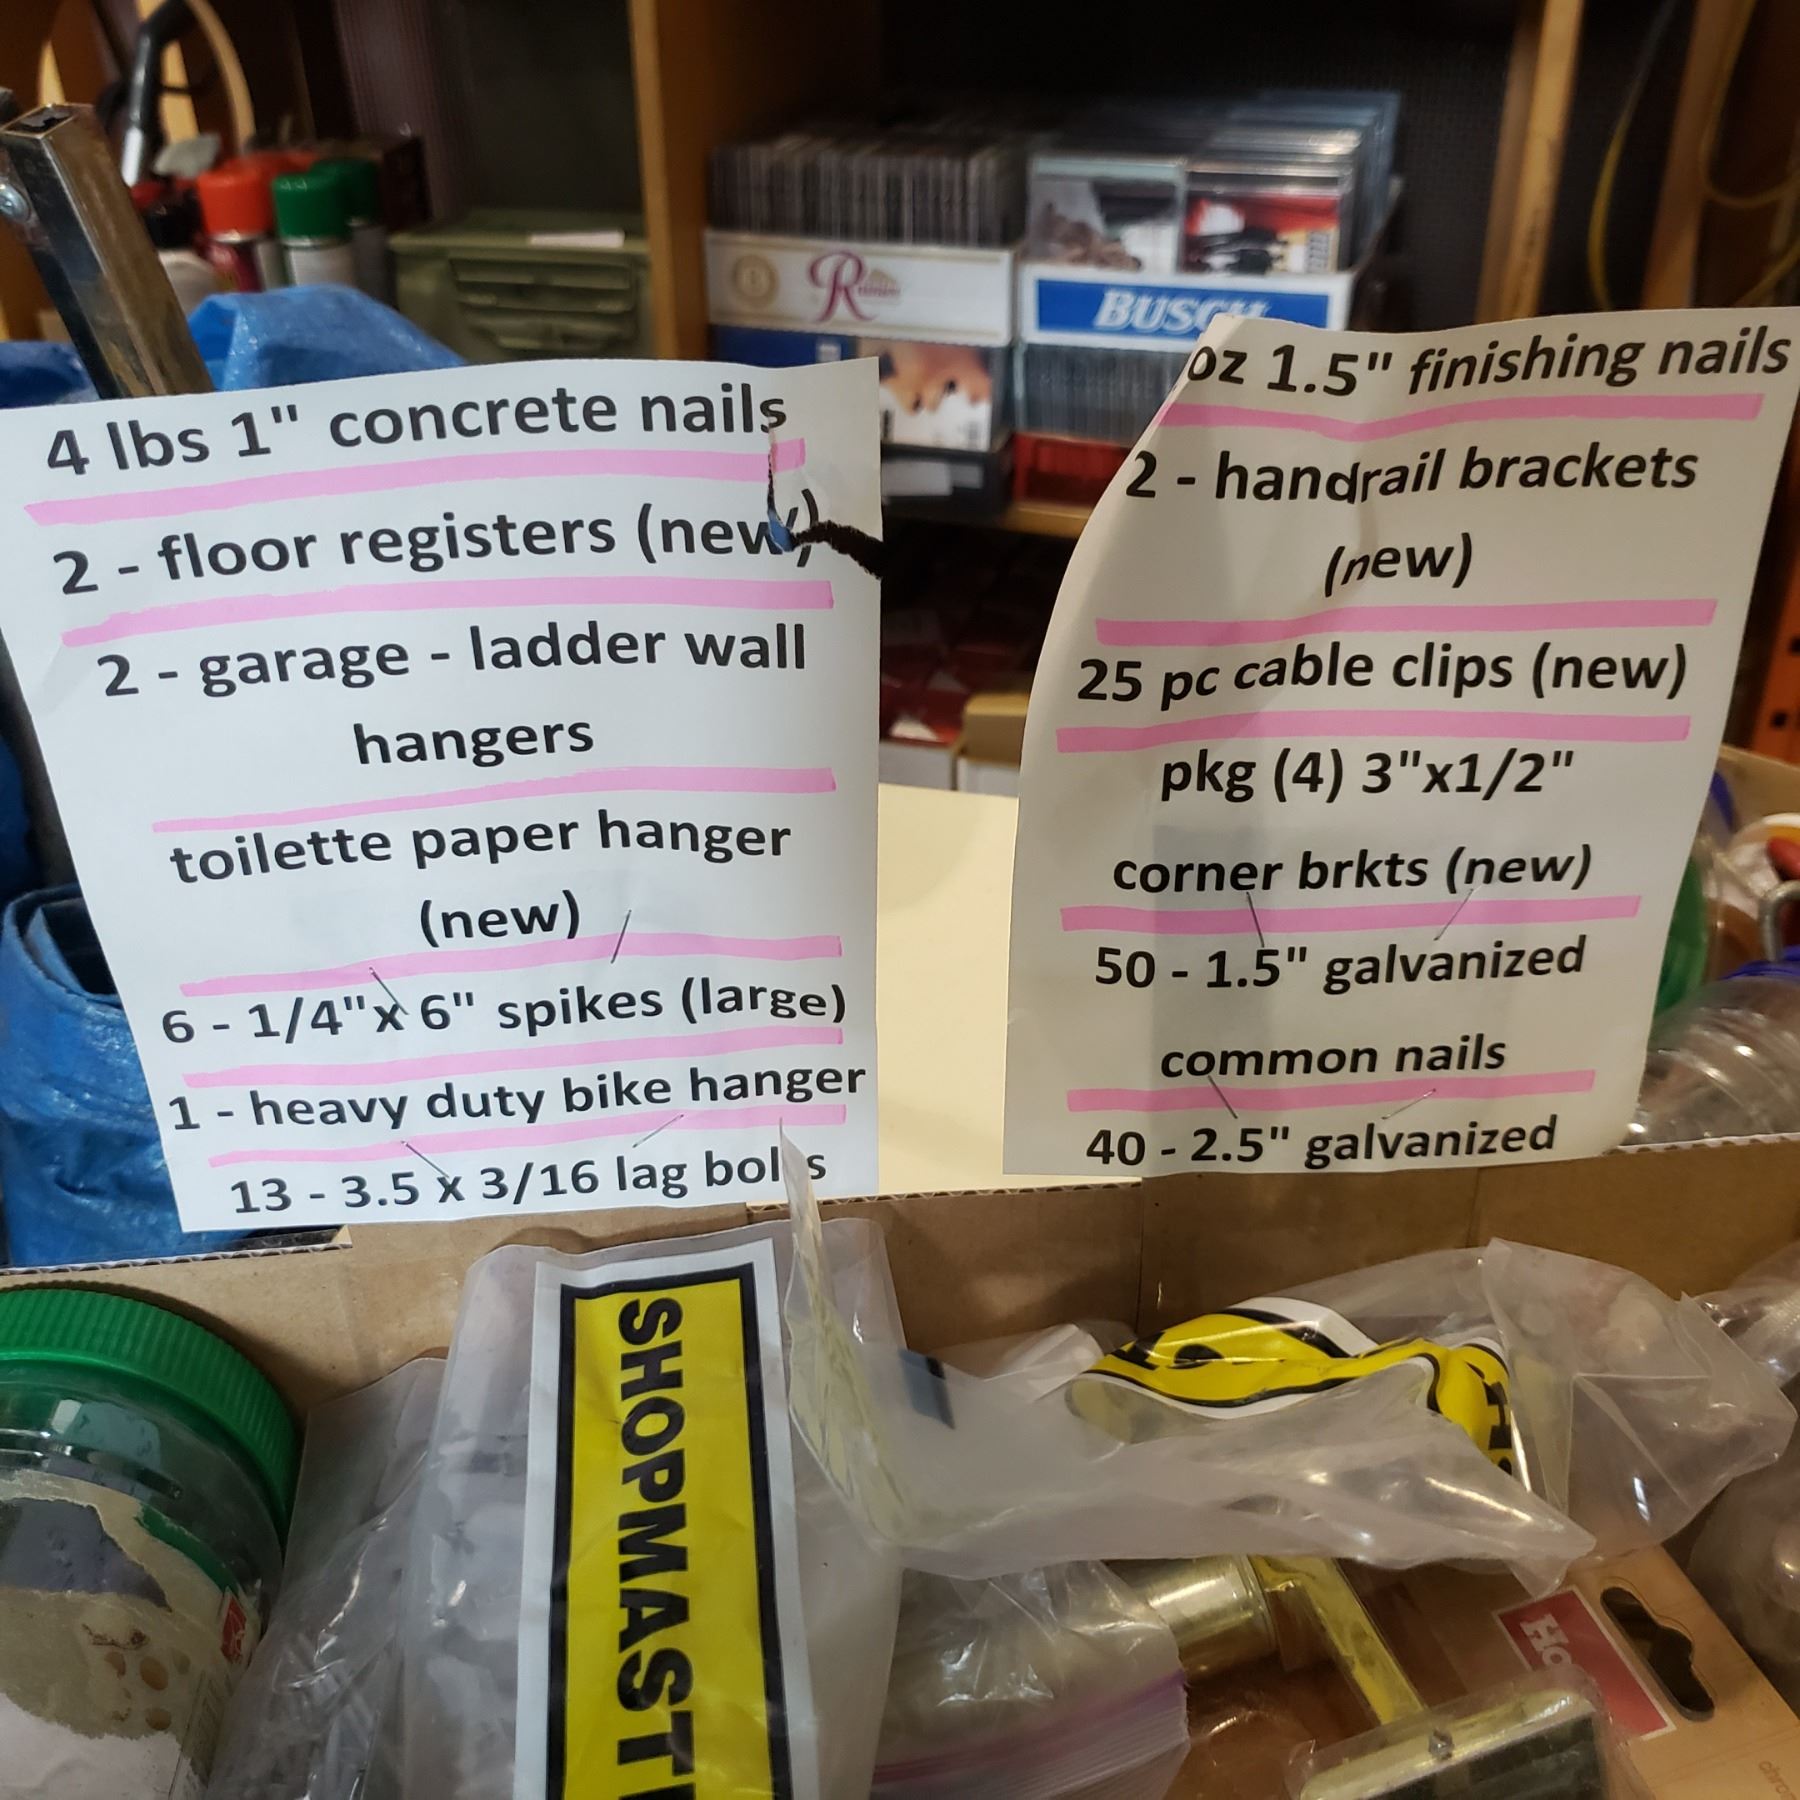 4 lbs 1" concrete nails
2 - floor registers (new)
2 - garage - ladder wall
hangers
toilette paper hanger
(new)
6 - 1/4"x 6" spikes (large)
1 - heavy duty bike hanger
13 - 3.5 x 3/16 lag bolts
oz 1.5" finishing nails
2 - handrail brackets
(new)
25 pc cable clips (new)
pkg (4) 3"x1/2"
corner brkts (new)
50 - 1.5" galvanized
common nails
40 - 2.5" galvanized
BUSCH
SHOPMAST